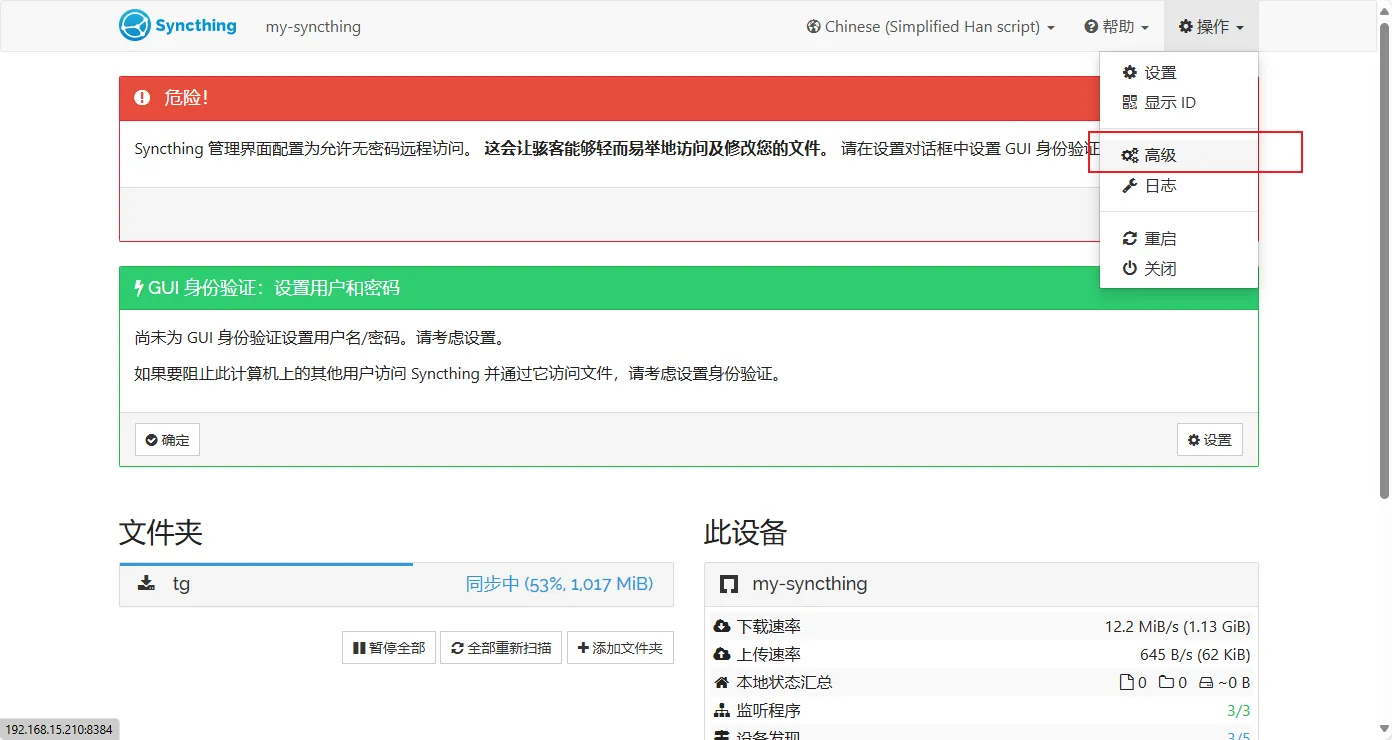 Syncthing my-syncthing Chinese (Simplified Han script) 帮助 操作
设置
显示 ID
高级
日志
重启
关闭
危险!
Syncthing 管理界面配置为允许无密码远程访问。 这会让骇客能够轻而易举地访问及修改您的文件。 请在设置对话框中设置 GUI 身份验证
GUI 身份验证：设置用户和密码
尚未为 GUI 身份验证设置用户名/密码。请考虑设置。
如果要阻止此计算机上的其他用户访问 Syncthing 并通过它访问文件，请考虑设置身份验证。
确定 设置
文件夹
tg 同步中 (53%, 1,017 MiB)
暂停全部 全部重新扫描 添加文件夹
此设备
my-syncthing
下载速率 12.2 MiB/s (1.13 GiB)
上传速率 645 B/s (62 KiB)
本地状态汇总 0 0 ~0 B
监听程序 3/3
设备发现 3/5
192.168.15.210:8384